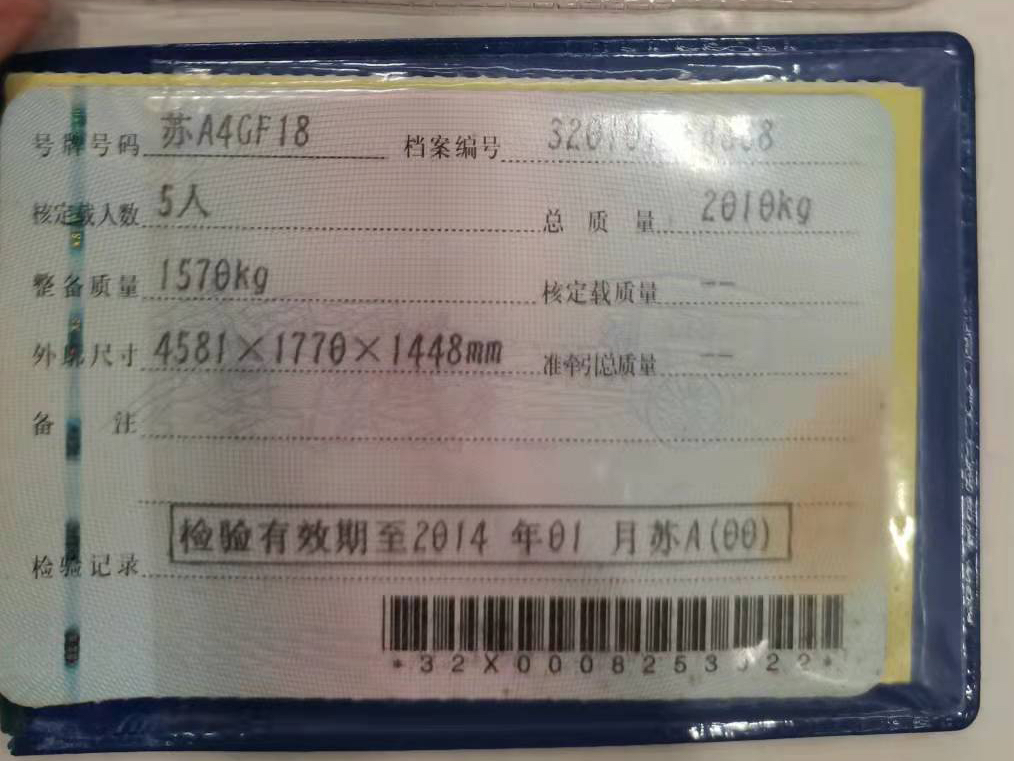 号牌号码 苏A4GF18 档案编号
核定载人数 5人 总质量 2010kg
整备质量 1570kg 核定载质量 --
外廓尺寸 4581×1770×1448mm 准牵引总质量 --
备注
检验有效期至2014 年01 月苏A(00)
检验记录